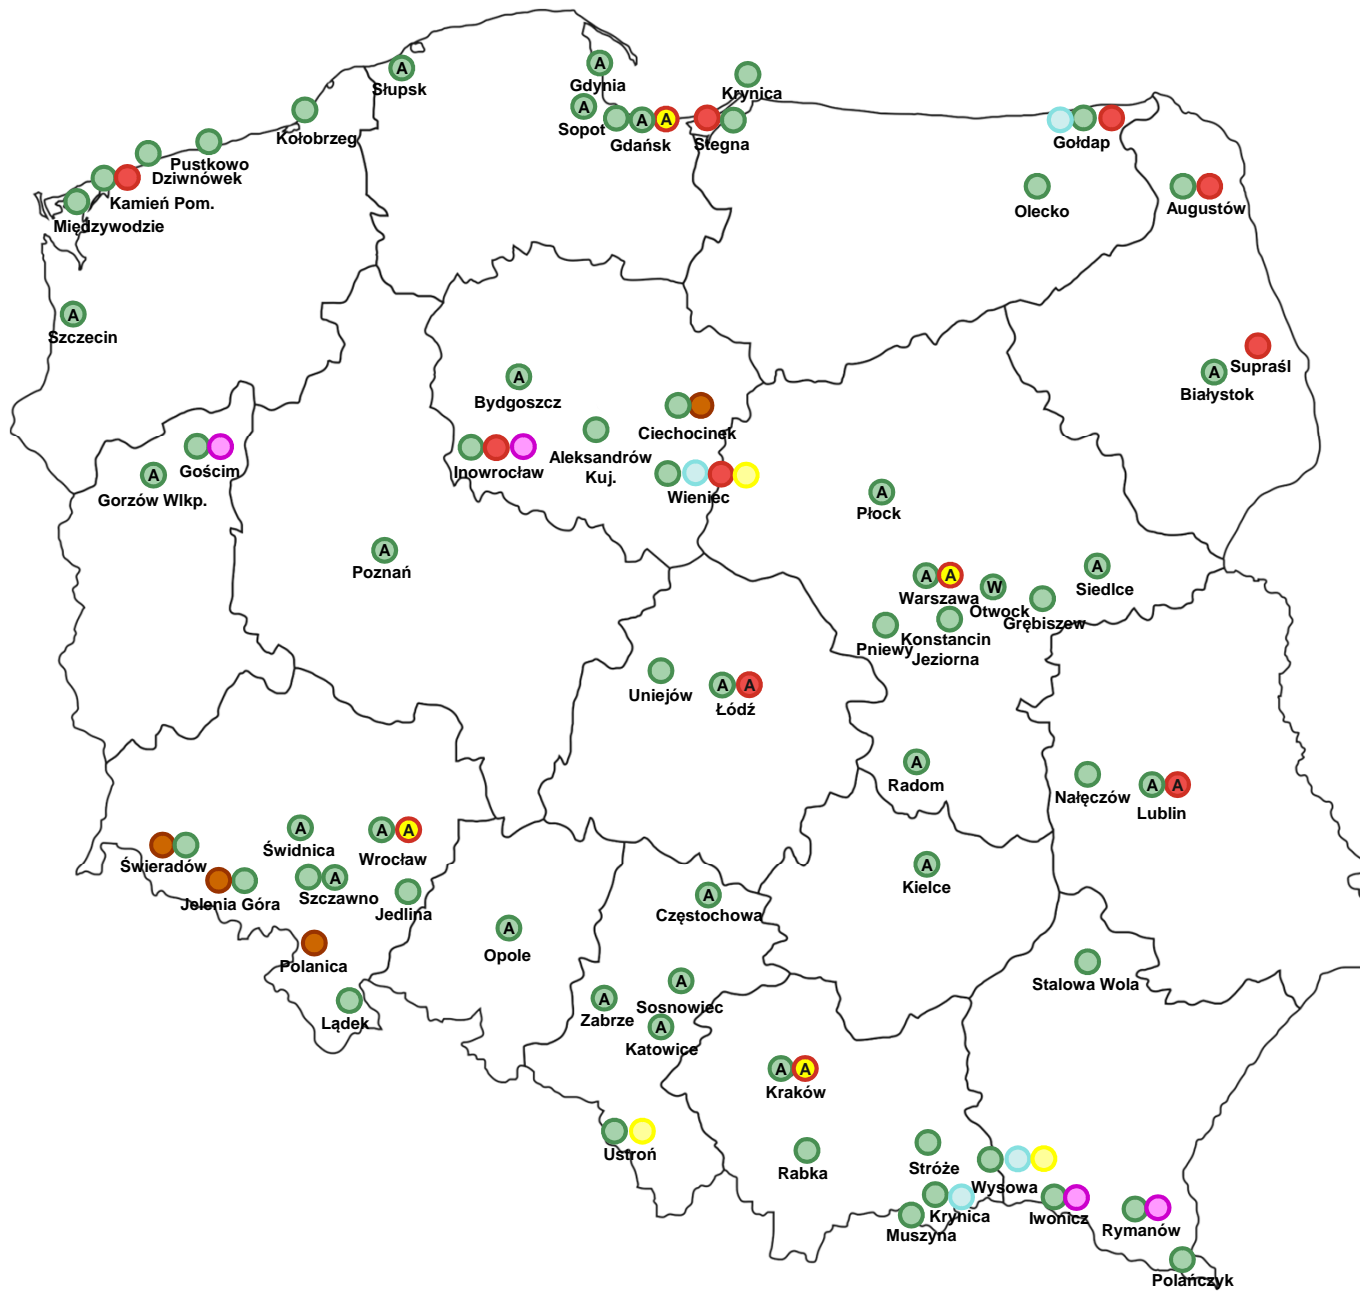 A
Słupsk
A
Gdynia
Krynica
A
Sopot
A A
Gdańsk
Stegna
Gołdap
Kołobrzeg
Pustkowo
Dziwnówek
Kamień Pom.
Międzywodzie
Olecko
Augustów
A
Szczecin
Supraśl
A
Białystok
A
Bydgoszcz
Ciechocinek
Aleksandrów
Kuj.
Inowrocław
Wieniec
Gościm
A
Gorzów Wlkp.
A
Płock
A
Poznań
A A
Warszawa
W
Otwock
Grębiszew
A
Siedlce
Pniewy
Konstancin
Jeziorna
Uniejów
A A
Łódź
A
Radom
Nałęczów
A A
Lublin
Świeradów
A
Świdnica
A A
Wrocław
Jelenia Góra
A
Szczawno
Jedlina
A
Kielce
A
Częstochowa
A
Opole
Polanica
Lądek
Stalowa Wola
A
Sosnowiec
A
Zabrze
A
Katowice
A A
Kraków
Ustroń
Rabka
Stróże
Wysowa
Krynica
Muszyna
Iwonicz
Rymanów
Polańczyk